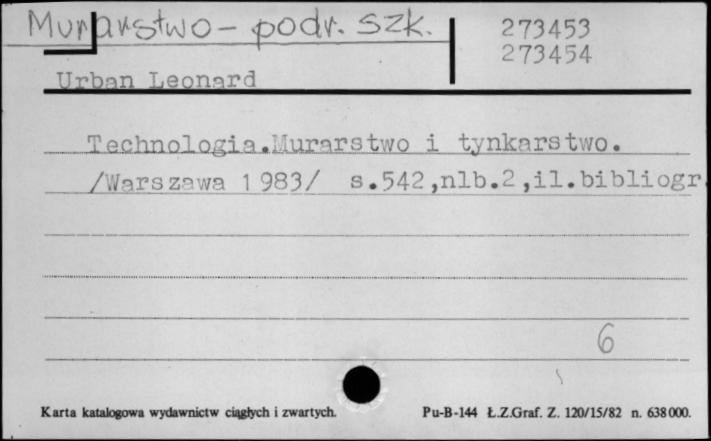 Murarstwo – podr. szk.
273453
273454
Urban Leonard
Technologia.Murarstwo i tynkarstwo.
/Warszawa 1983/ s.542,nlb.2,il.bibliogr.
6
Karta katalogowa wydawnictw ciągłych i zwartych. Pu-B-144 Ł.Z.Graf. Z. 120/15/82 n. 638000.